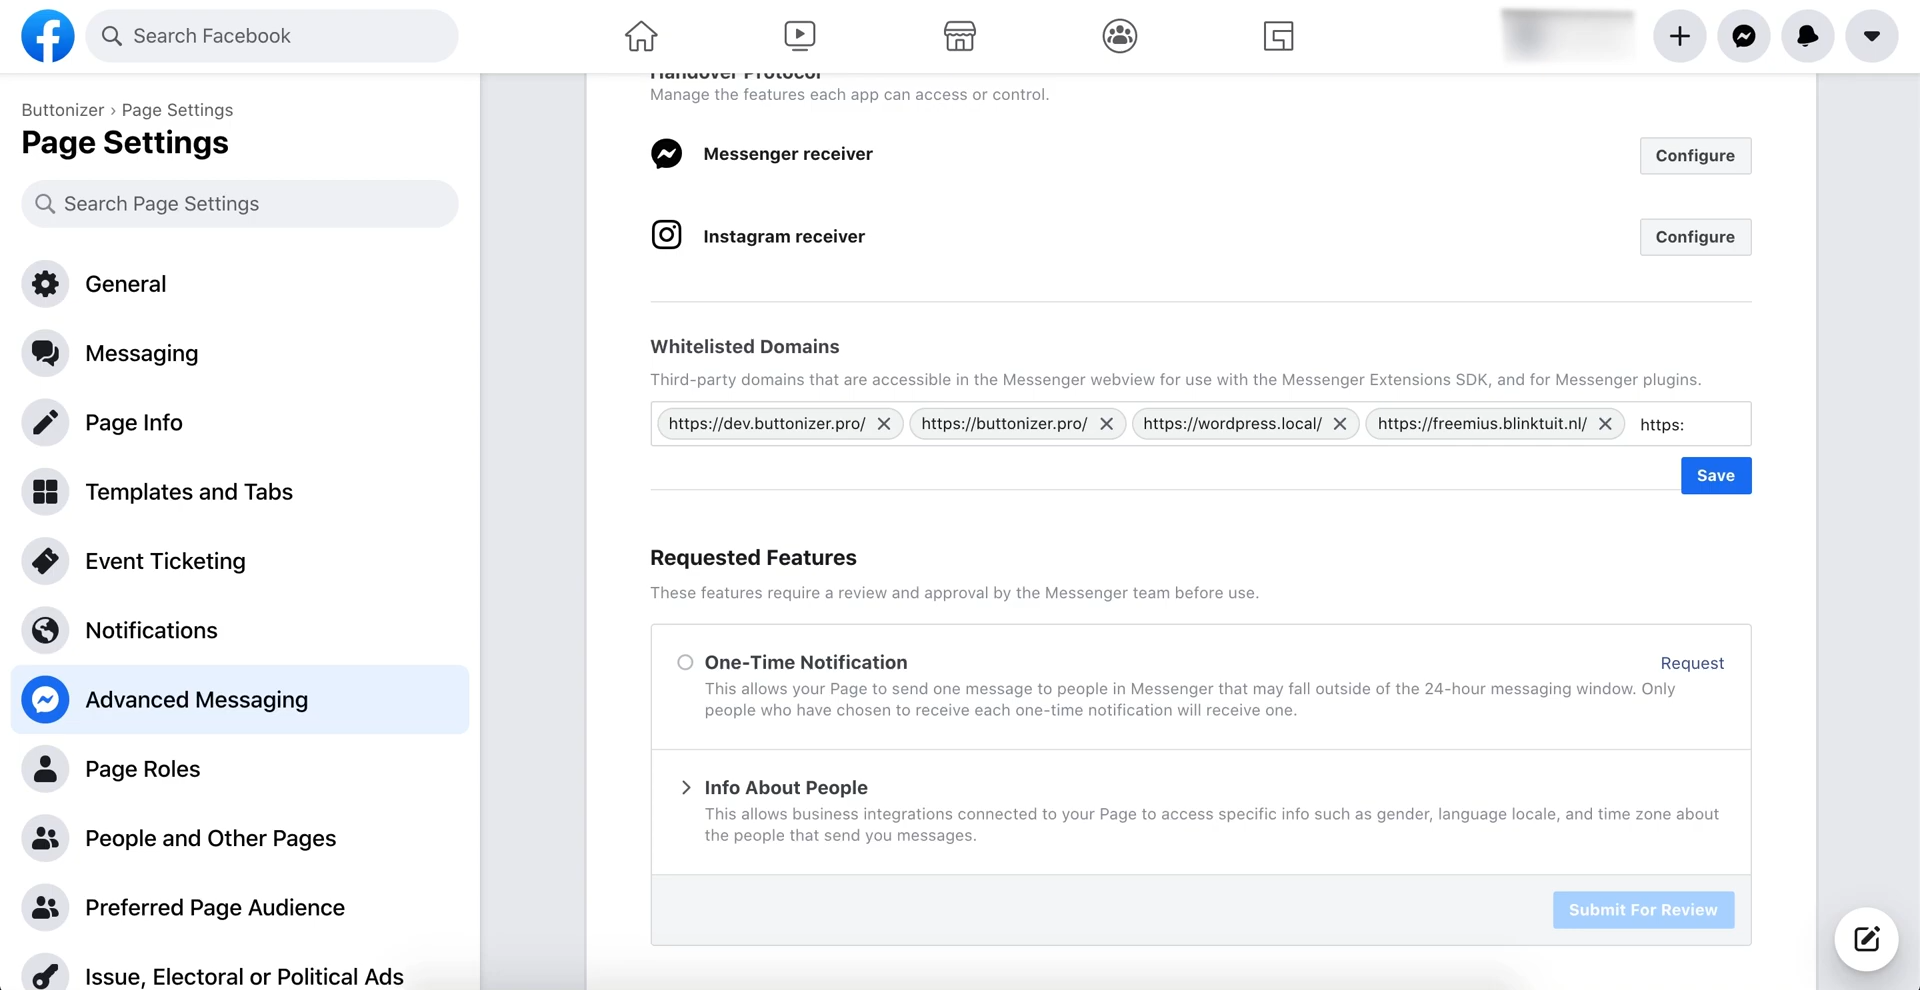 Search Facebook
Buttonizer › Page Settings
Page Settings
Search Page Settings
General
Messaging
Page Info
Templates and Tabs
Event Ticketing
Notifications
Advanced Messaging
Page Roles
People and Other Pages
Preferred Page Audience
Issue, Electoral or Political Ads
Handover Protocol
Manage the features each app can access or control.
Messenger receiver
Configure
Instagram receiver
Configure
Whitelisted Domains
Third-party domains that are accessible in the Messenger webview for use with the Messenger Extensions SDK, and for Messenger plugins.
https://dev.buttonizer.pro/ https://buttonizer.pro/ https://wordpress.local/ https://freemius.blinktuit.nl/ https:
Save
Requested Features
These features require a review and approval by the Messenger team before use.
One-Time Notification
Request
This allows your Page to send one message to people in Messenger that may fall outside of the 24-hour messaging window. Only
people who have chosen to receive each one-time notification will receive one.
Info About People
This allows business integrations connected to your Page to access specific info such as gender, language locale, and time zone about
the people that send you messages.
Submit For Review